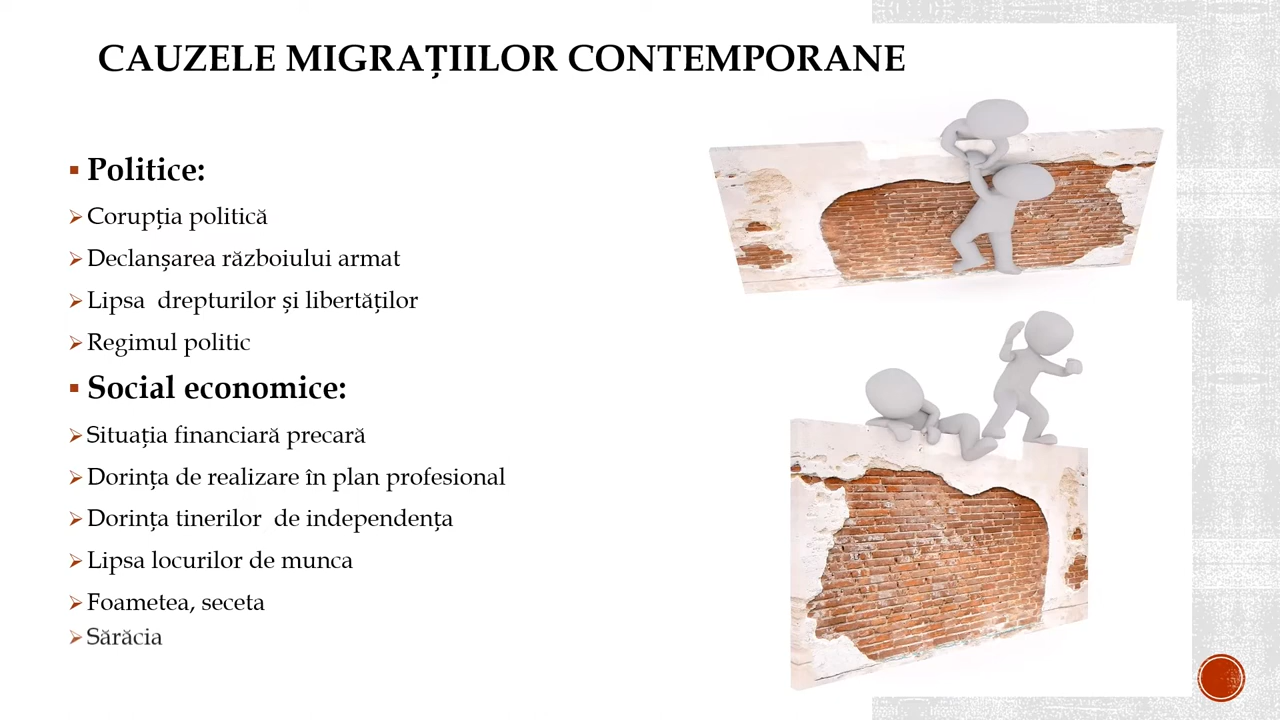 CAUZELE MIGRAȚIILOR CONTEMPORANE
Politice:
Corupția politică
Declanșarea războiului armat
Lipsa drepturilor și libertăților
Regimul politic
Social economice:
Situația financiară precară
Dorința de realizare în plan profesional
Dorința tinerilor de independența
Lipsa locurilor de munca
Foametea, seceta
Sărăcia